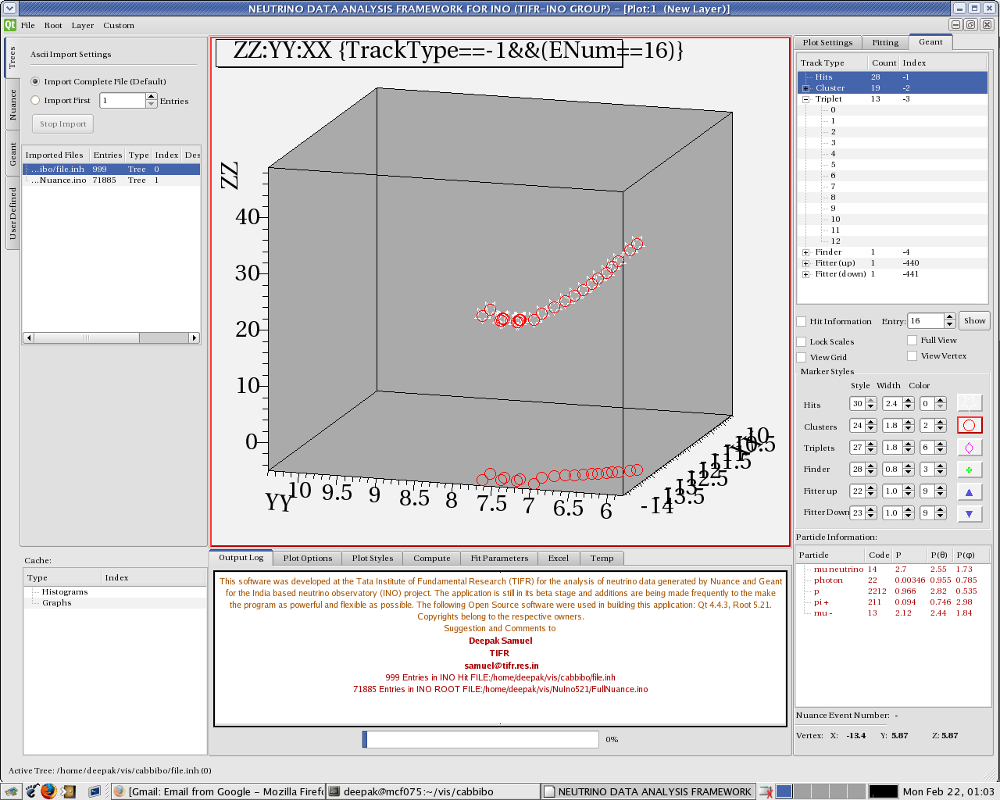 NEUTRINO DATA ANALYSIS FRAMEWORK FOR INO (TIFR-INO GROUP) - [Plot:1 (New Layer)]
Qt File Root Layer Custom
Trees
Nuance
Geant
User Defined
Ascii Import Settings
Import Complete File (Default)
Import First 1 Entries
Stop Import
Imported Files Entries Type Index Des
...ibo/file.inh 999 Tree 0
...Nuance.ino 71885 Tree 1
Cache:
Type Index
Histograms
Graphs
ZZ:YY:XX {TrackType==-1&&(ENum==16)}
ZZ
40
30
20
10
0
YY
10 9.5 9 8.5 8 7.5 7 6.5 6
-14 -13.5 -13 -12.5 -12 -11.5 -11 -10.5 -10
Output Log Plot Options Plot Styles Compute Fit Parameters Excel Temp
This software was developed at the Tata Institute of Fundamental Research (TIFR) for the analysis of neutrino data generated by Nuance and Geant
for the India based neutrino observatory (INO) project. The application is still in its beta stage and additions are being made frequently to the make
the program as powerful and flexible as possible. The following Open Source software were used in building this application: Qt 4.4.3, Root 5.21.
Copyrights belong to the respective owners.
Suggestion and Comments to
Deepak Samuel
TIFR
samuel@tifr.res.in
999 Entries in INO Hit FILE:/home/deepak/vis/cabbibo/file.inh
71885 Entries in INO ROOT FILE:/home/deepak/vis/NuIno521/FullNuance.ino
0%
Plot Settings Fitting Geant
Track Type Count Index
Hits 28 -1
Cluster 19 -2
Triplet 13 -3
0
1
2
3
4
5
6
7
8
9
10
11
12
Finder 1 -4
Fitter (up) 1 -440
Fitter (down) 1 -441
Hit Information Entry: 16 Show
Lock Scales Full View
View Grid View Vertex
Marker Styles
Style Width Color
Hits 30 2.4 0
Clusters 24 1.8 2
Triplets 27 1.8 6
Finder 28 0.8 3
Fitter up 22 1.0 9
Fitter Down 23 1.0 9
Particle Information:
Particle Code P P(θ) P(φ)
mu neutrino 14 2.7 2.55 1.73
photon 22 0.00346 0.955 0.785
p 2212 0.966 2.82 0.535
pi + 211 0.094 0.746 2.98
mu - 13 2.12 2.44 1.84
Nuance Event Number: -
Vertex: X: -13.4 Y: 5.87 Z: 5.87
Active Tree: /home/deepak/vis/cabbibo/file.inh (0)
[Gmail: Email from Google - Mozilla Firef
deepak@mcf075:~/vis/cabbibo
NEUTRINO DATA ANALYSIS FRAMEWORK
Mon Feb 22, 01:03